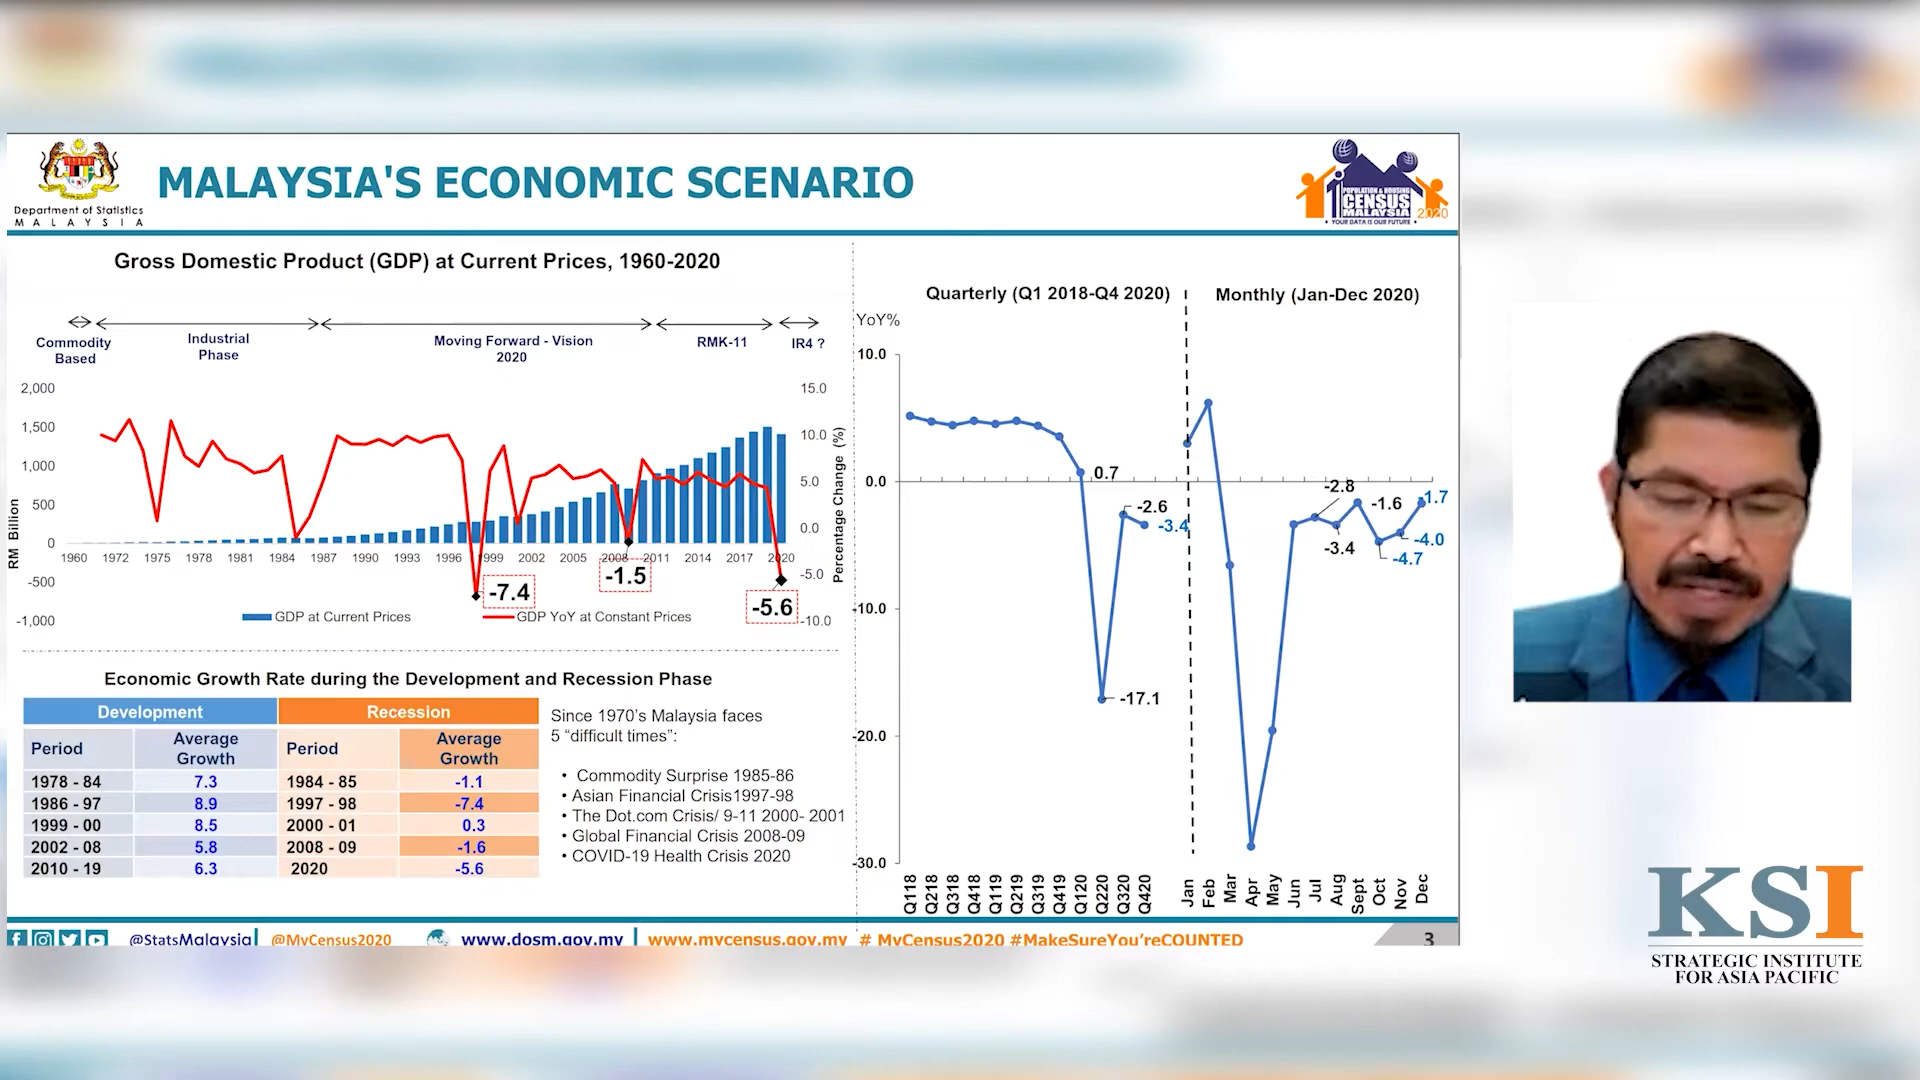 MALAYSIA'S ECONOMIC SCENARIO
Department of Statistics
MALAYSIA
POPULATION & HOUSING
CENSUS
MALAYSIA
2020
• YOUR DATA IS OUR FUTURE •
Gross Domestic Product (GDP) at Current Prices, 1960-2020
Commodity
Based
Industrial
Phase
Moving Forward - Vision
2020
RMK-11
IR4 ?
RM Billion
2,000
1,500
1,000
500
0
-500
-1,000
15.0
10.0
5.0
0.0
-5.0
-10.0
Percentage Change (%)
1960 1972 1975 1978 1981 1984 1987 1990 1993 1996 1999 2002 2005 2008 2011 2014 2017 2020
-7.4
-1.5
-5.6
GDP at Current Prices
GDP YoY at Constant Prices
Economic Growth Rate during the Development and Recession Phase
Development Recession
Period Average Growth Period Average Growth
1978 - 84 7.3 1984 - 85 -1.1
1986 - 97 8.9 1997 - 98 -7.4
1999 - 00 8.5 2000 - 01 0.3
2002 - 08 5.8 2008 - 09 -1.6
2010 - 19 6.3 2020 -5.6
Since 1970's Malaysia faces
5 “difficult times”:
• Commodity Surprise 1985-86
• Asian Financial Crisis1997-98
• The Dot.com Crisis/ 9-11 2000- 2001
• Global Financial Crisis 2008-09
• COVID-19 Health Crisis 2020
Quarterly (Q1 2018-Q4 2020)
Monthly (Jan-Dec 2020)
YoY%
10.0
0.0
-10.0
-20.0
-30.0
0.7
-17.1
-2.6
-3.4
-2.8
-3.4
-1.6
-4.7
-4.0
-1.7
Q118 Q218 Q318 Q418 Q119 Q219 Q319 Q419 Q120 Q220 Q320 Q420
Jan Feb Mar Apr May Jun Jul Aug Sept Oct Nov Dec
@StatsMalaysia
@MyCensus2020
www.dosm.gov.my
www.mycensus.gov.my
# MyCensus2020 #MakeSureYou'reCOUNTED
3
KSI
STRATEGIC INSTITUTE
FOR ASIA PACIFIC